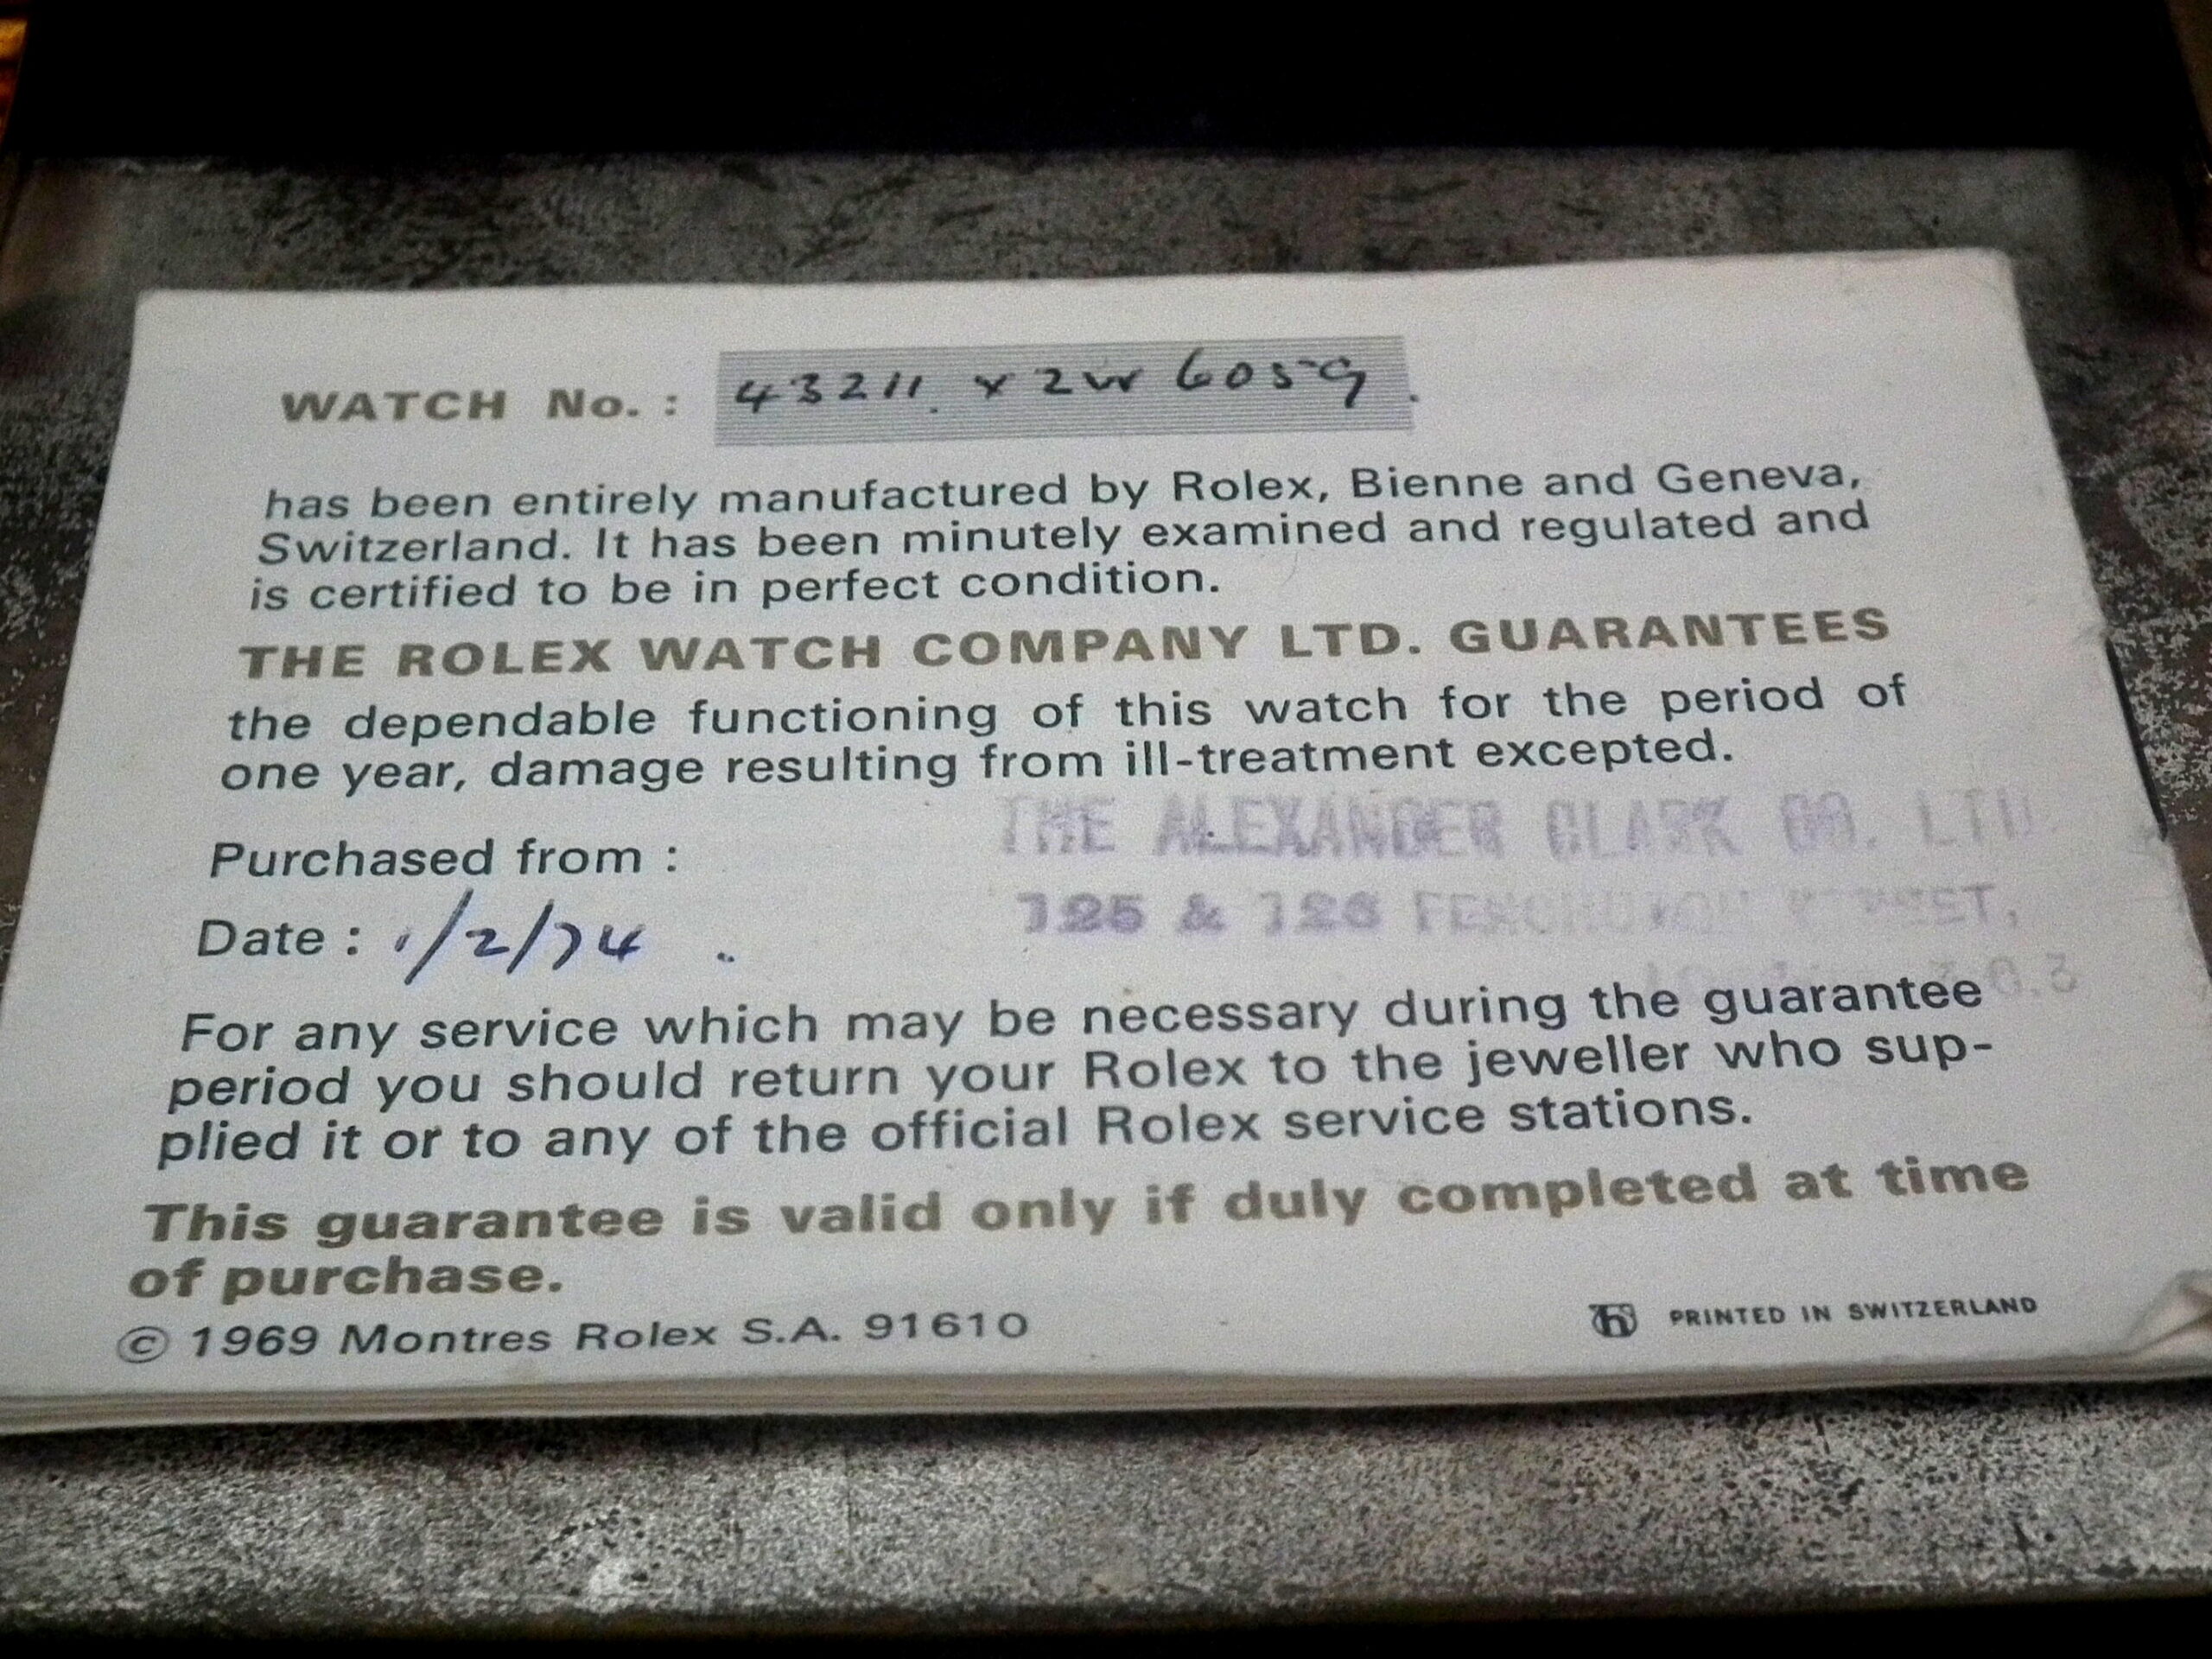 WATCH No. : 43211. x 2w 6059.
has been entirely manufactured by Rolex, Bienne and Geneva,
Switzerland. It has been minutely examined and regulated and
is certified to be in perfect condition.
THE ROLEX WATCH COMPANY LTD. GUARANTEES
the dependable functioning of this watch for the period of
one year, damage resulting from ill-treatment excepted.
THE ALEXANDER CLARK CO. LTD
Purchased from :
125 & 126
Date : 1/2/74
For any service which may be necessary during the guarantee
period you should return your Rolex to the jeweller who sup-
plied it or to any of the official Rolex service stations.
This guarantee is valid only if duly completed at time
of purchase.
© 1969 Montres Rolex S.A. 91610
PRINTED IN SWITZERLAND